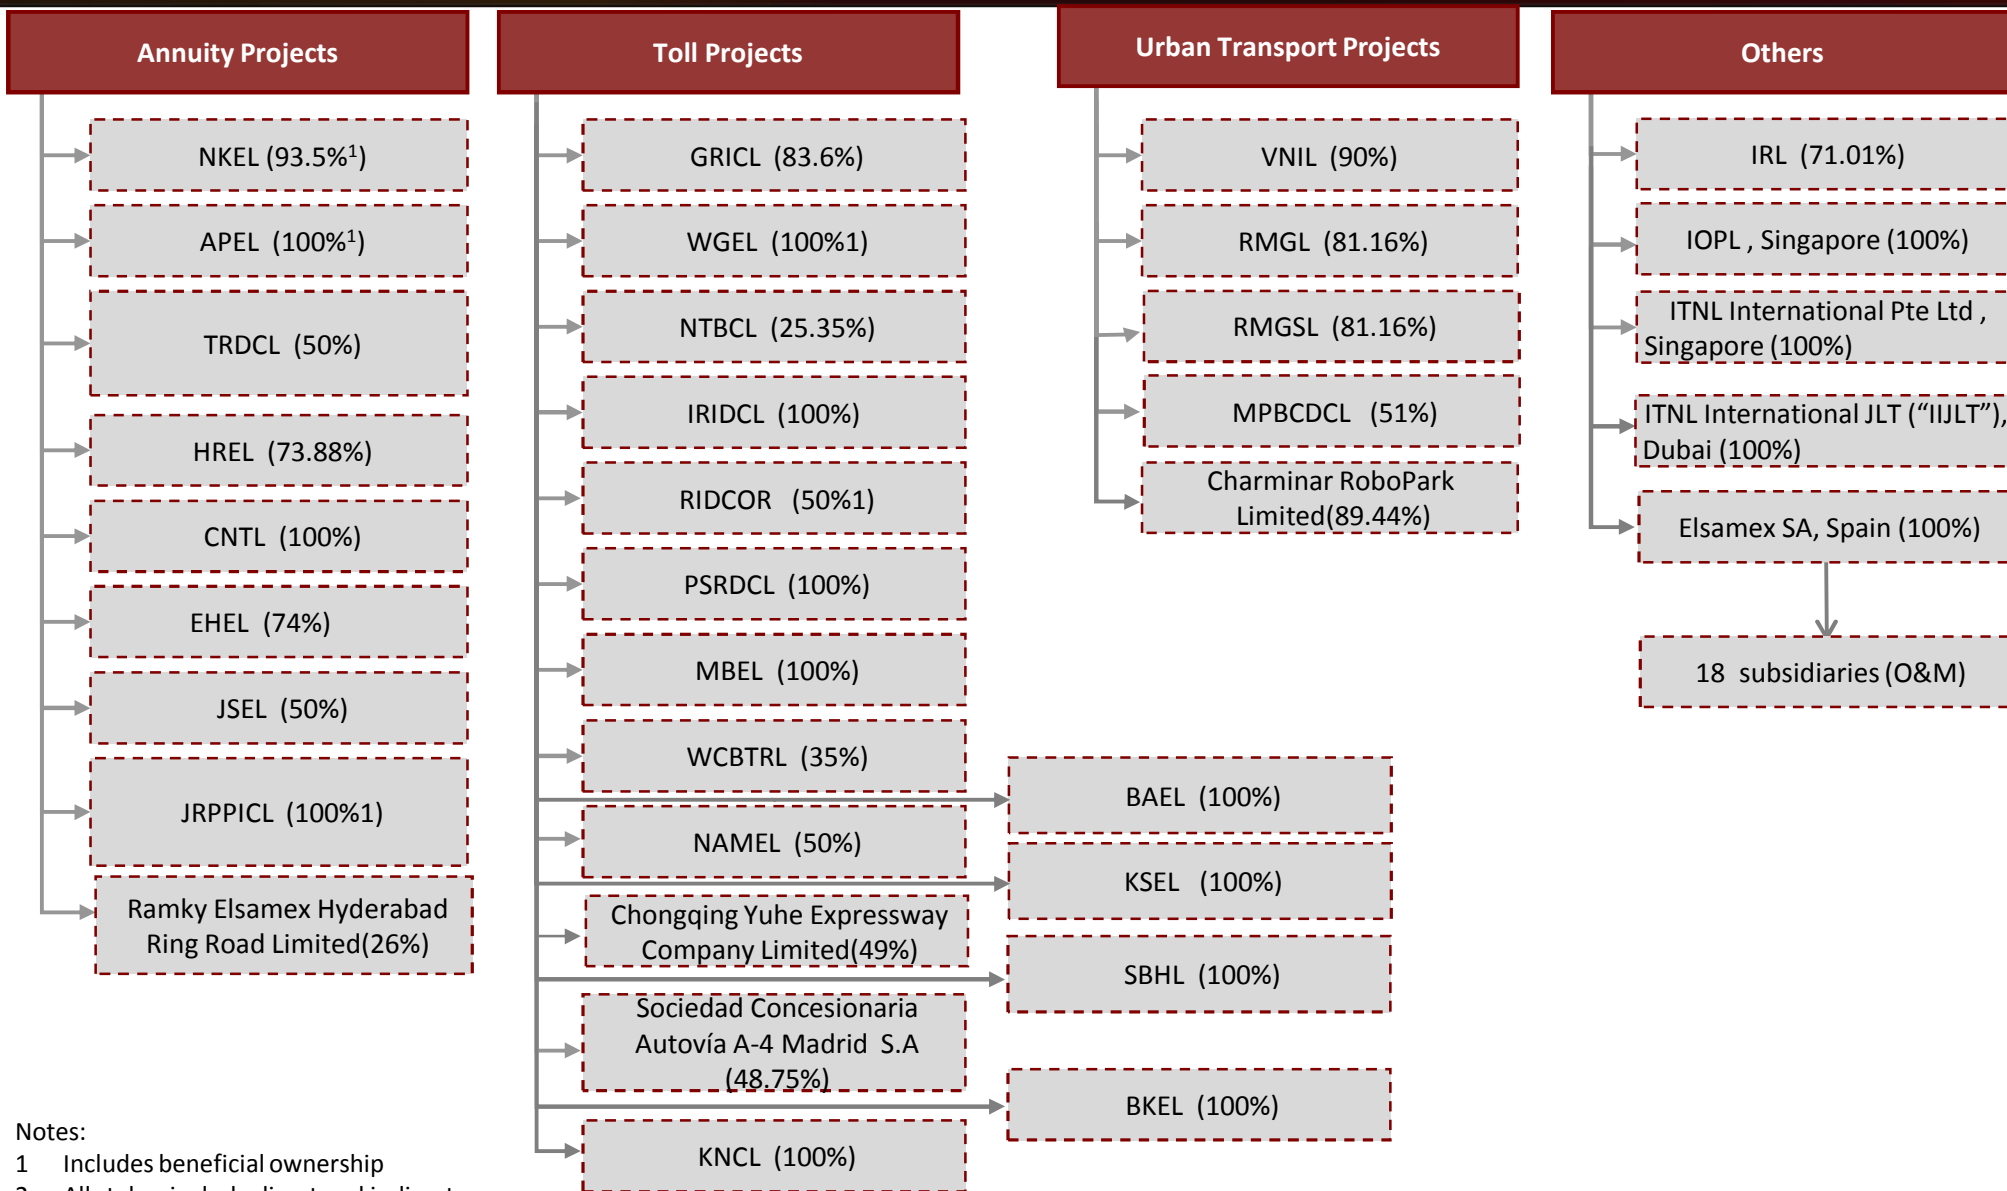 Annuity Projects
NKEL (93.5%¹)
APEL (100%¹)
TRDCL (50%)
HREL (73.88%)
CNTL (100%)
EHEL (74%)
JSEL (50%)
JRPPICL (100%1)
Ramky Elsamex Hyderabad
Ring Road Limited(26%)
Toll Projects
GRICL (83.6%)
WGEL (100%1)
NTBCL (25.35%)
IRIDCL (100%)
RIDCOR (50%1)
PSRDCL (100%)
MBEL (100%)
WCBTRL (35%)
BAEL (100%)
NAMEL (50%)
KSEL (100%)
Chongqing Yuhe Expressway
Company Limited(49%)
SBHL (100%)
Sociedad Concesionaria
Autovía A-4 Madrid S.A
(48.75%)
BKEL (100%)
KNCL (100%)
Urban Transport Projects
VNIL (90%)
RMGL (81.16%)
RMGSL (81.16%)
MPBCDCL (51%)
Charminar RoboPark
Limited(89.44%)
Others
IRL (71.01%)
IOPL , Singapore (100%)
ITNL International Pte Ltd ,
Singapore (100%)
ITNL International JLT (“IIJLT”),
Dubai (100%)
Elsamex SA, Spain (100%)
18 subsidiaries (O&M)
Notes:
1 Includes beneficial ownership